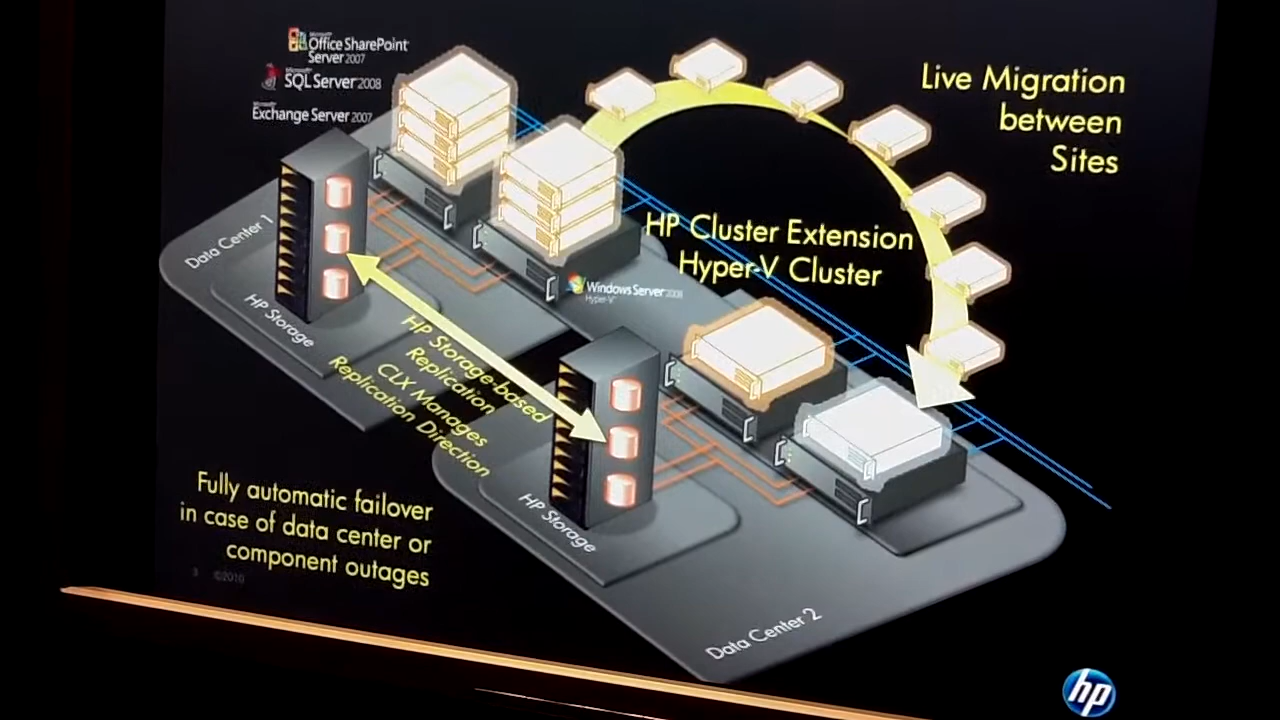 Microsoft
Office SharePoint
Server 2007
SQL Server 2008
Microsoft
Exchange Server 2007
Live Migration
between
Sites
HP Cluster Extension
Hyper-V Cluster
Data Center 1
HP Storage
Windows Server 2008
Hyper-V
HP Storage-based
Replication
CLX Manages
Replication Direction
Fully automatic failover
in case of data center or
component outages
HP Storage
Data Center 2
3 ©2010
hp